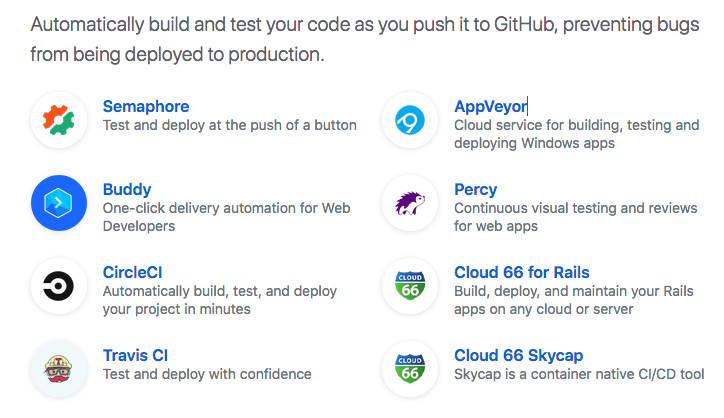 Automatically build and test your code as you push it to GitHub, preventing bugs
from being deployed to production.
Semaphore
Test and deploy at the push of a button
AppVeyor
Cloud service for building, testing and
deploying Windows apps
Buddy
One-click delivery automation for Web
Developers
Percy
Continuous visual testing and reviews
for web apps
CircleCI
Automatically build, test, and deploy
your project in minutes
CLOUD
66
Cloud 66 for Rails
Build, deploy, and maintain your Rails
apps on any cloud or server
Travis CI
Test and deploy with confidence
CLOUD
66
Cloud 66 Skycap
Skycap is a container native CI/CD tool